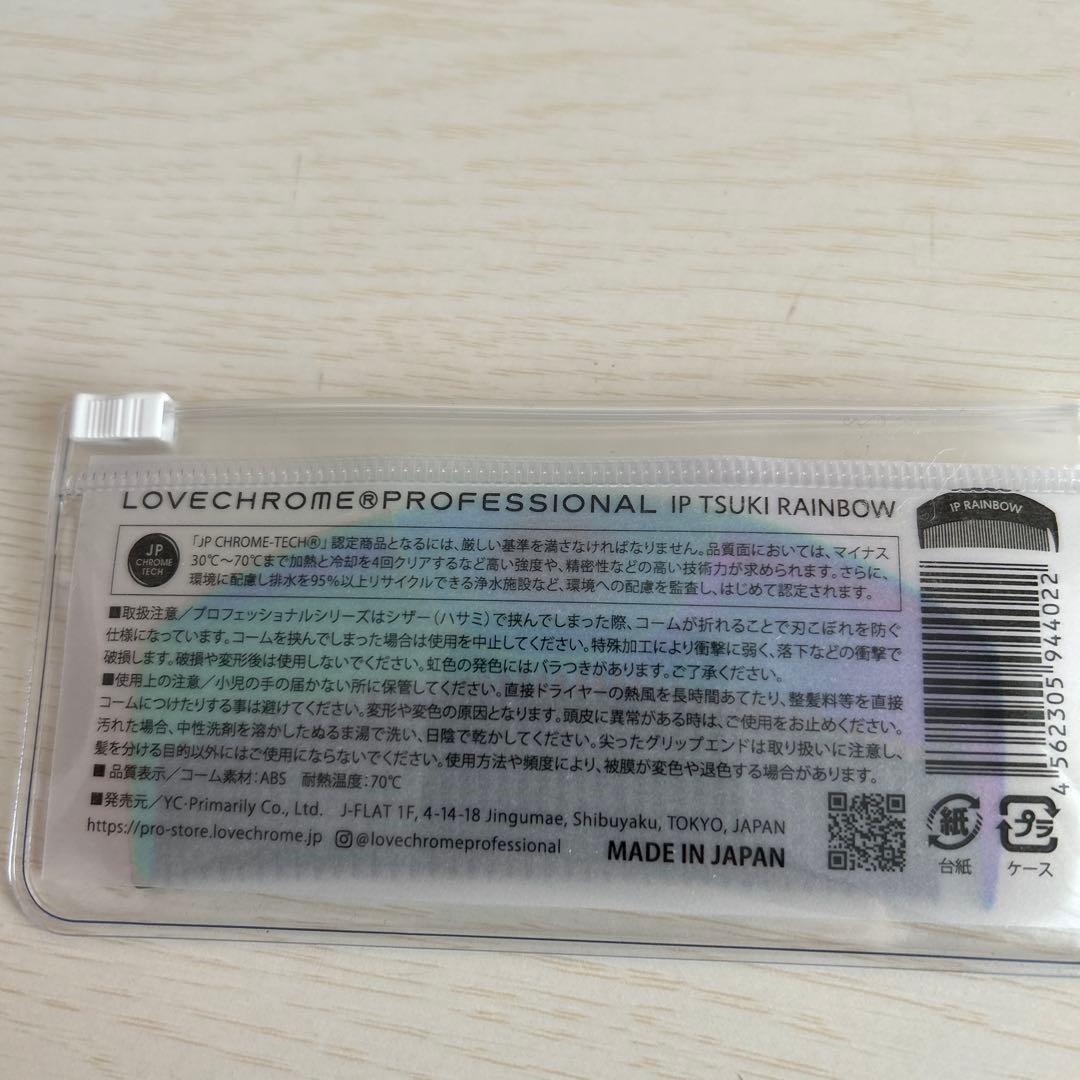 LOVECHROME®PROFESSIONAL IP TSUKI RAINBOW
IP RAINBOW
JP
CHROME
TECH
「JP CHROME-TECH®」認定商品となるには、厳しい基準を満さなければなりません。品質面においては、マイナス
30℃〜70℃まで加熱と冷却を4回クリアするなど高い強度や、精密性などの高い技術力が求められます。さらに、
環境に配慮し排水を95%以上リサイクルできる浄水施設など、環境への配慮を監査し、はじめて認定されます。
■取扱注意／プロフェッショナルシリーズはシザー（ハサミ）で挟んでしまった際、コームが折れることで刃こぼれを防ぐ
仕様になっています。コームを挟んでしまった場合は使用を中止してください。特殊加工により衝撃に弱く、落下などの衝撃で
破損します。破損や変形後は使用しないでください。虹色の発色にはバラつきがあります。ご了承ください。
■使用上の注意／小児の手の届かない所に保管してください。直接ドライヤーの熱風を長時間あてたり、整髪料等を直接
コームにつけたりする事は避けてください。変形や変色の原因となります。頭皮に異常がある時は、ご使用をお止めください。
汚れた場合、中性洗剤を溶かしたぬるま湯で洗い、日陰で乾かしてください。尖ったグリップエンドは取り扱いに注意し、
髪を分ける目的以外にはご使用にならないでください。使用方法や頻度により、被膜が変色や退色する場合があります。
■品質表示／コーム素材：ABS 耐熱温度：70℃
■発売元／YC・Primarily Co., Ltd. J-FLAT 1F, 4-14-18 Jingumae, Shibuyaku, TOKYO, JAPAN
https://pro-store.lovechrome.jp @lovechromeprofessional MADE IN JAPAN
4562305194402
紙
台紙
プラ
ケース